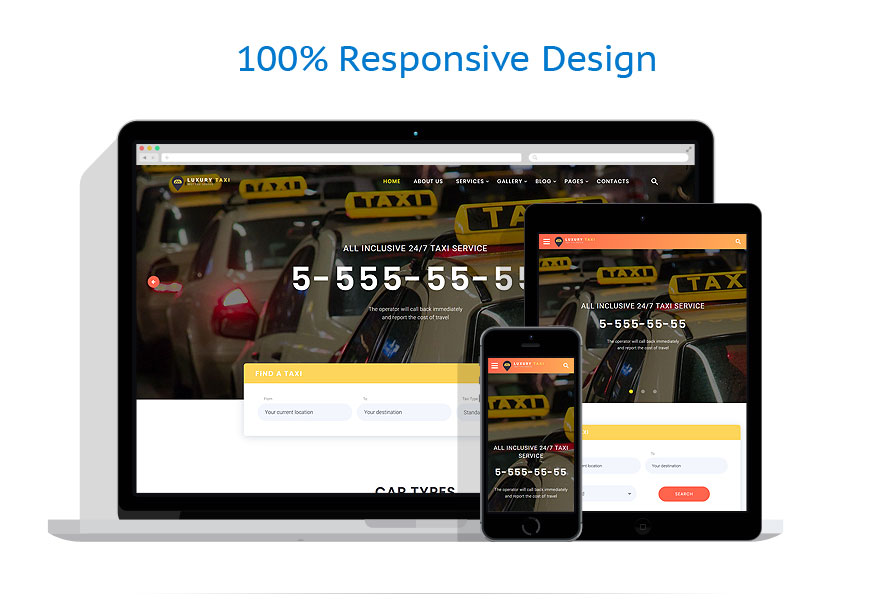 100% Responsive Design
LUXURY TAXI
HOME ABOUT US SERVICES GALLERY BLOG PAGES CONTACTS
TAXI
TAXI
ALL INCLUSIVE 24/7 TAXI SERVICE
5-555-55-55
The operator will call back immediately
and report the cost of travel
FIND A TAXI
From To Taxi Type
Your current location Your destination Standa
CAR TYPES
LUXURY TAXI
TAXI
TAXI
ALL INCLUSIVE 24/7 TAXI SERVICE
5-555-55-55
The operator will call back immediately
and report the cost of travel
To
location Your destination
SEARCH
LUXURY TAXI
TAXI
ALL INCLUSIVE 24/7 TAXI
SERVICE
5-555-55-55
The operator will call back immediately
and report the cost of travel